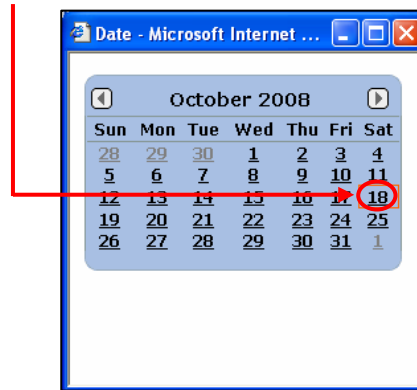 Date - Microsoft Internet ...
October 2008
Sun Mon Tue Wed Thu Fri Sat
28 29 30 1 2 3 4
5 6 7 8 9 10 11
12 13 14 15 16 17 18
19 20 21 22 23 24 25
26 27 28 29 30 31 1